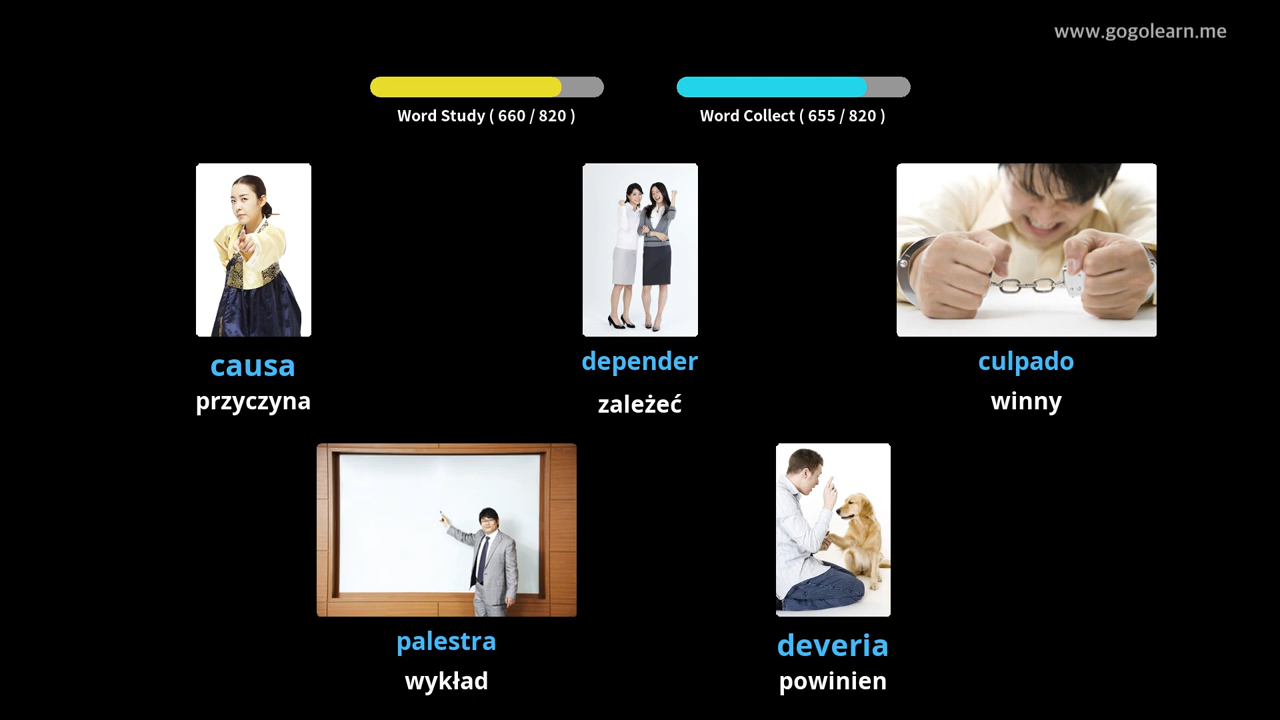 www.gogolearn.me
Word Study ( 660 / 820 )
Word Collect ( 655 / 820 )
causa
przyczyna
depender
zależeć
culpado
winny
palestra
wykład
deveria
powinien